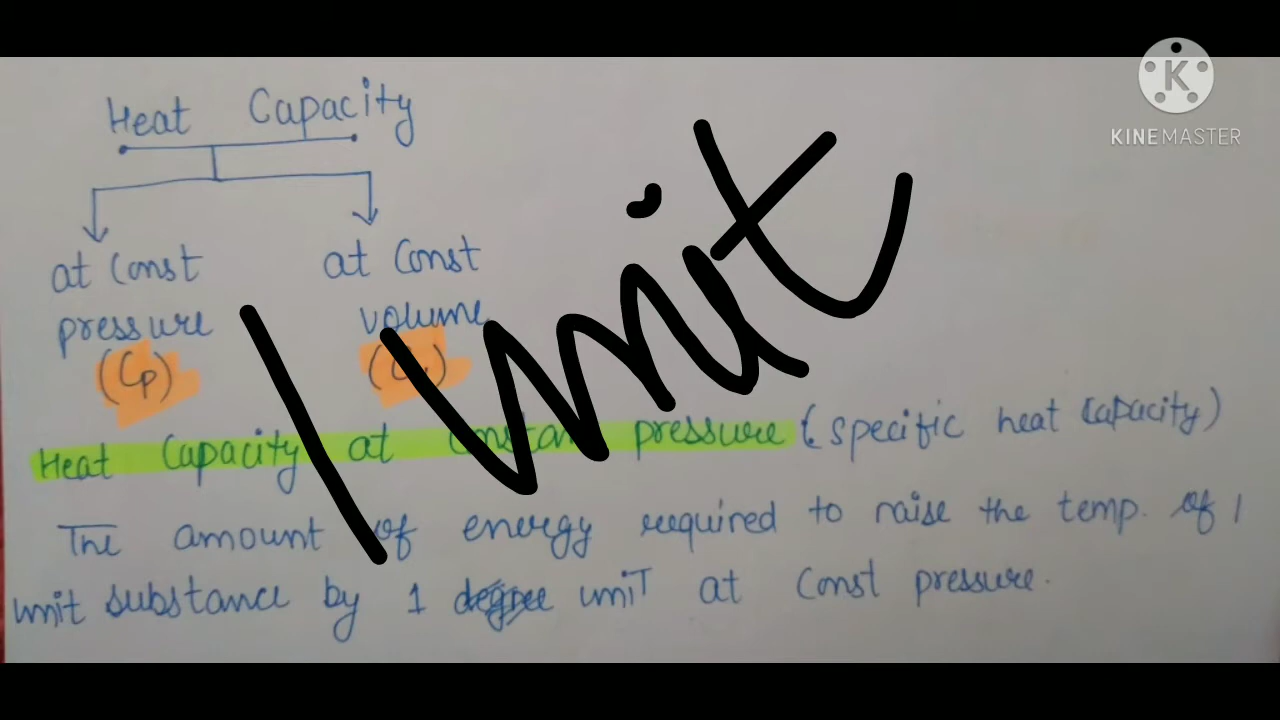 Heat Capacity
at Const pressure (Cp)
at Const volume
Heat Capacity at Constan pressure (specific heat Capacity)
The amount of energy required to raise the temp. of 1
unit substance by 1 unit at Const pressure.
1 unit
K
KINEMASTER